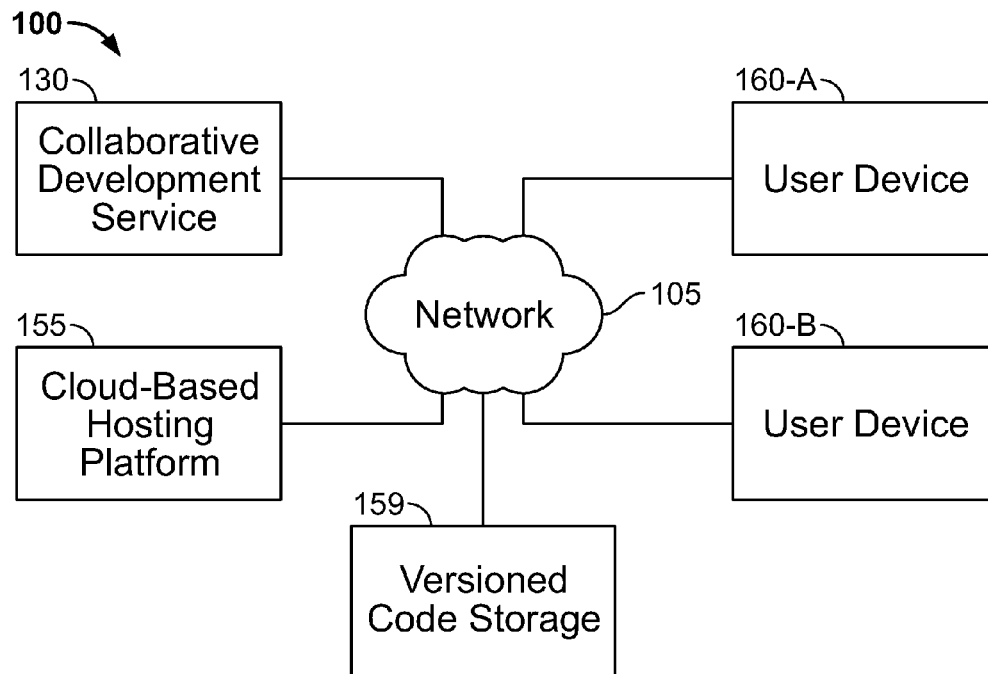 100
130
Collaborative
Development
Service
160-A
User Device
Network
105
155
Cloud-Based
Hosting
Platform
160-B
User Device
159
Versioned
Code Storage